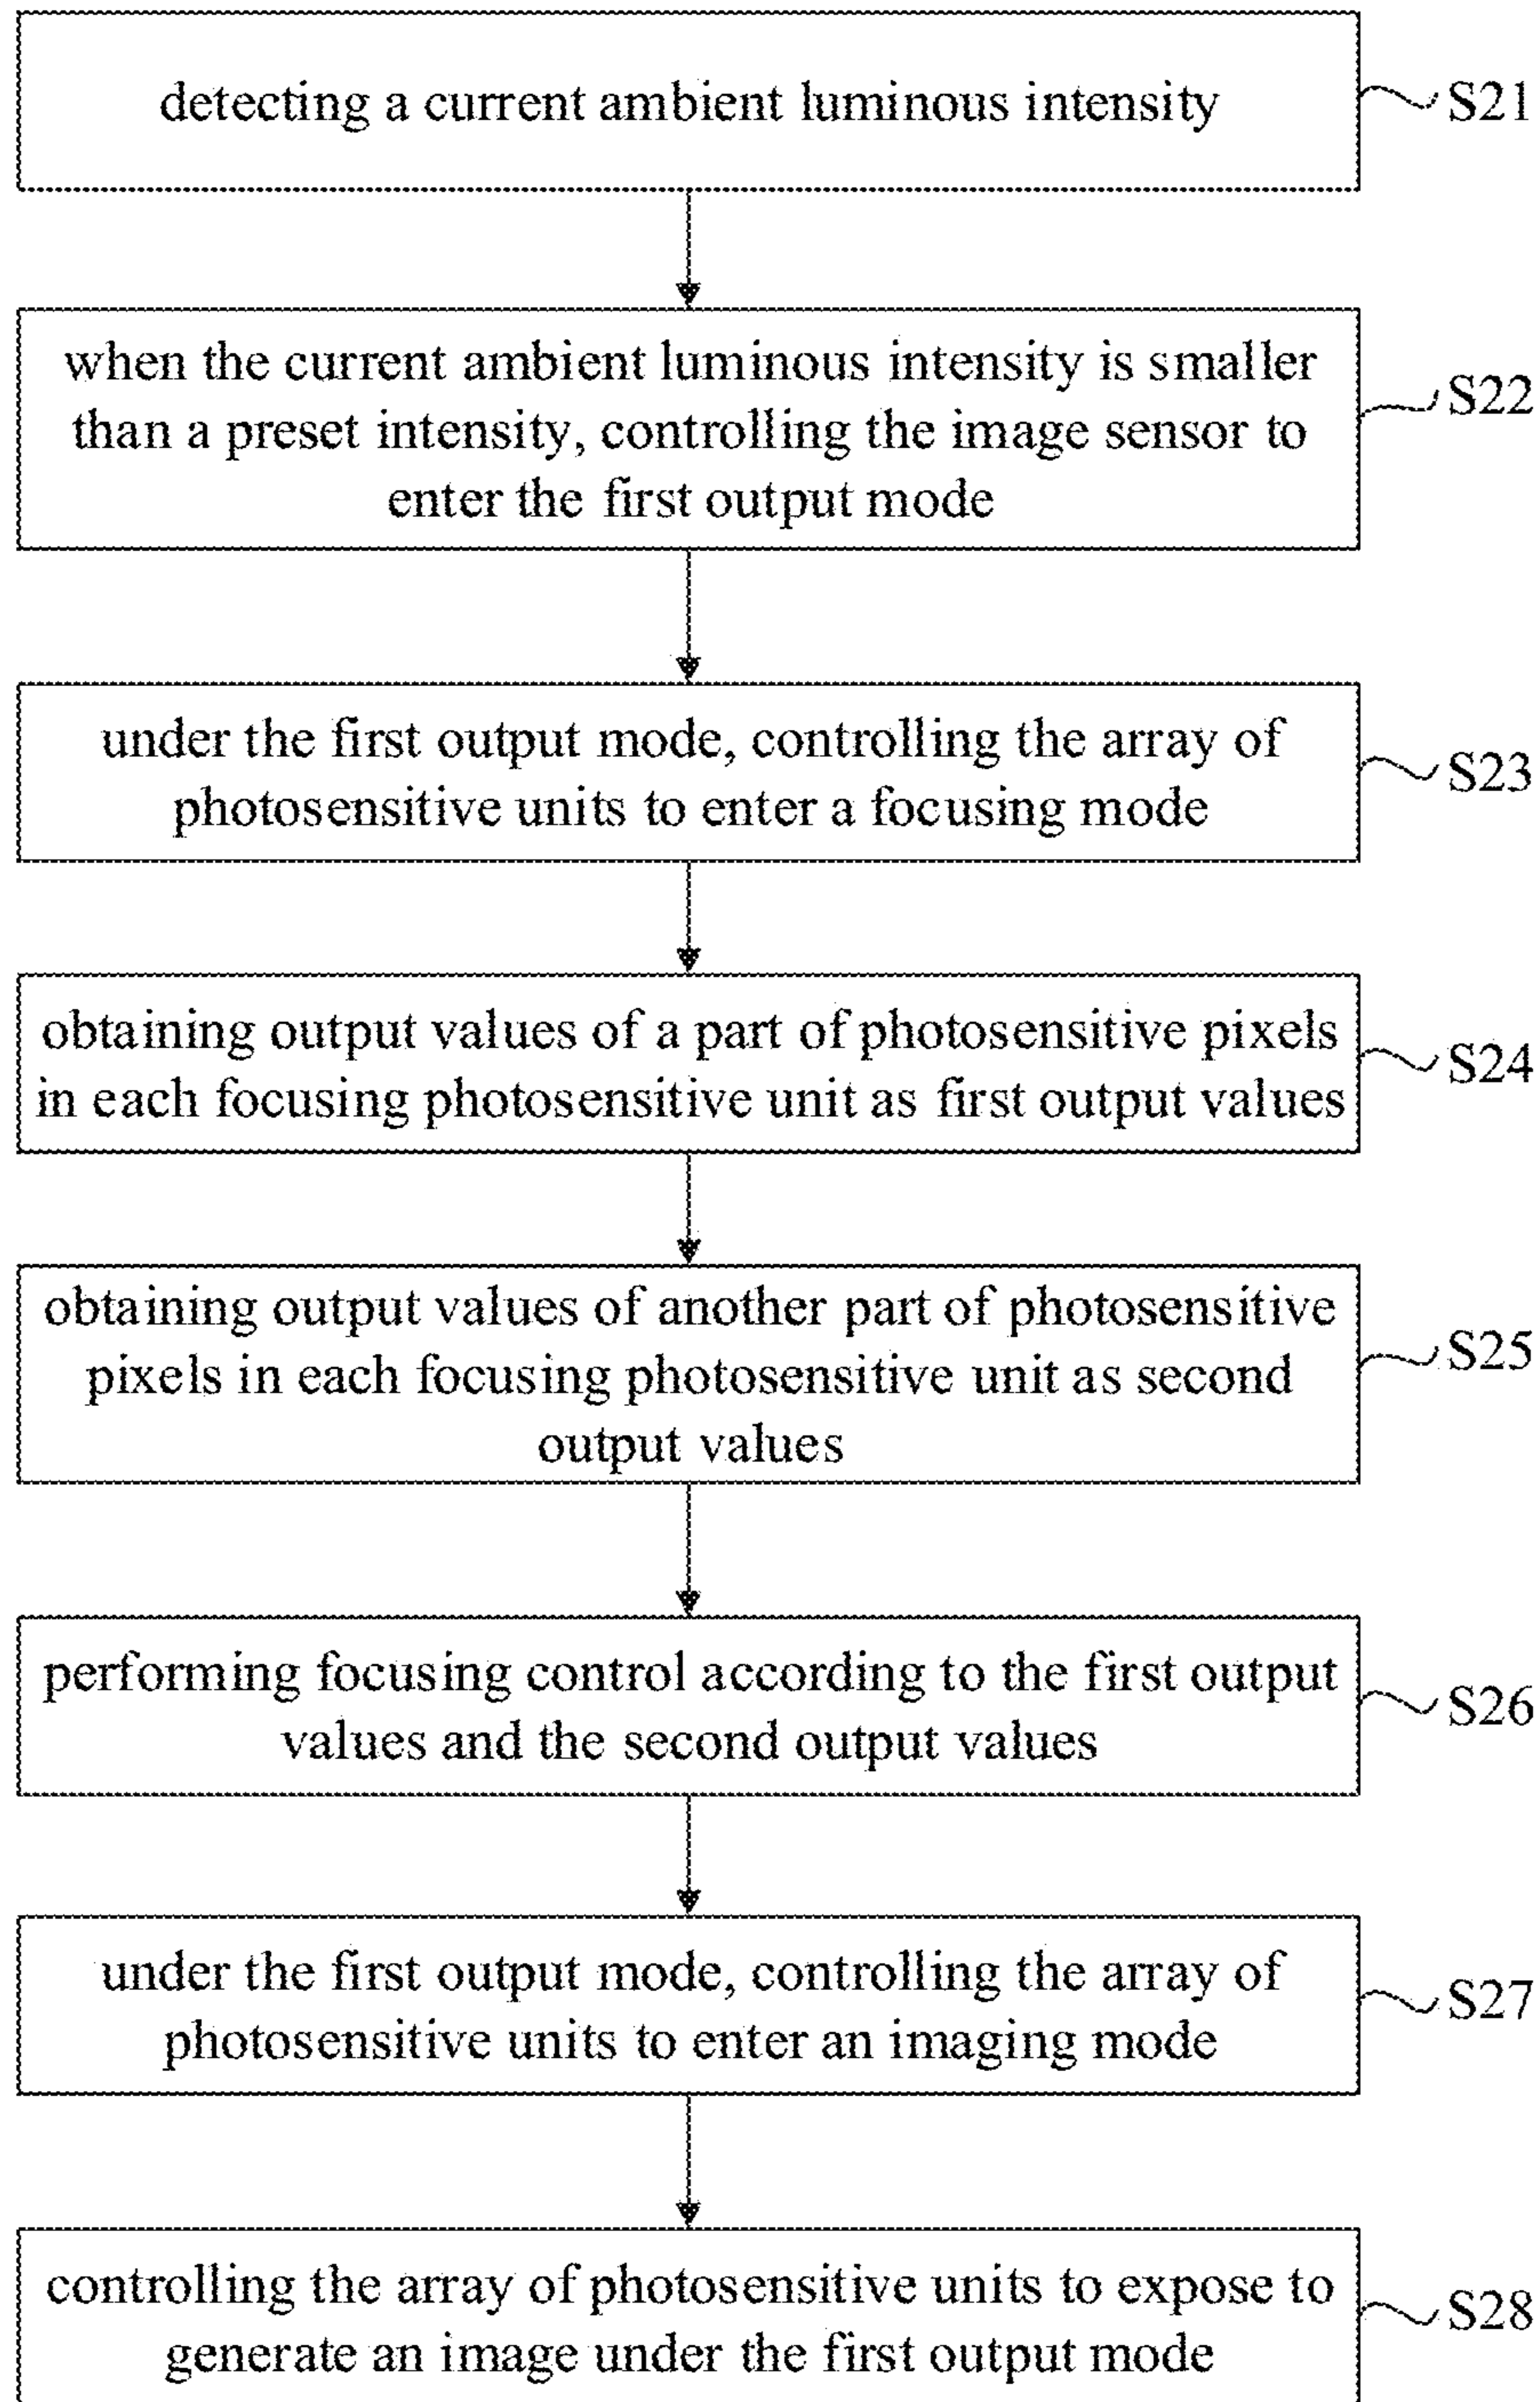 detecting a current ambient luminous intensity
S21
when the current ambient luminous intensity is smaller
than a preset intensity, controlling the image sensor to
enter the first output mode
S22
under the first output mode, controlling the array of
photosensitive units to enter a focusing mode
S23
obtaining output values of a part of photosensitive pixels
in each focusing photosensitive unit as first output values
S24
obtaining output values of another part of photosensitive
pixels in each focusing photosensitive unit as second
output values
S25
performing focusing control according to the first output
values and the second output values
S26
under the first output mode, controlling the array of
photosensitive units to enter an imaging mode
S27
controlling the array of photosensitive units to expose to
generate an image under the first output mode
S28